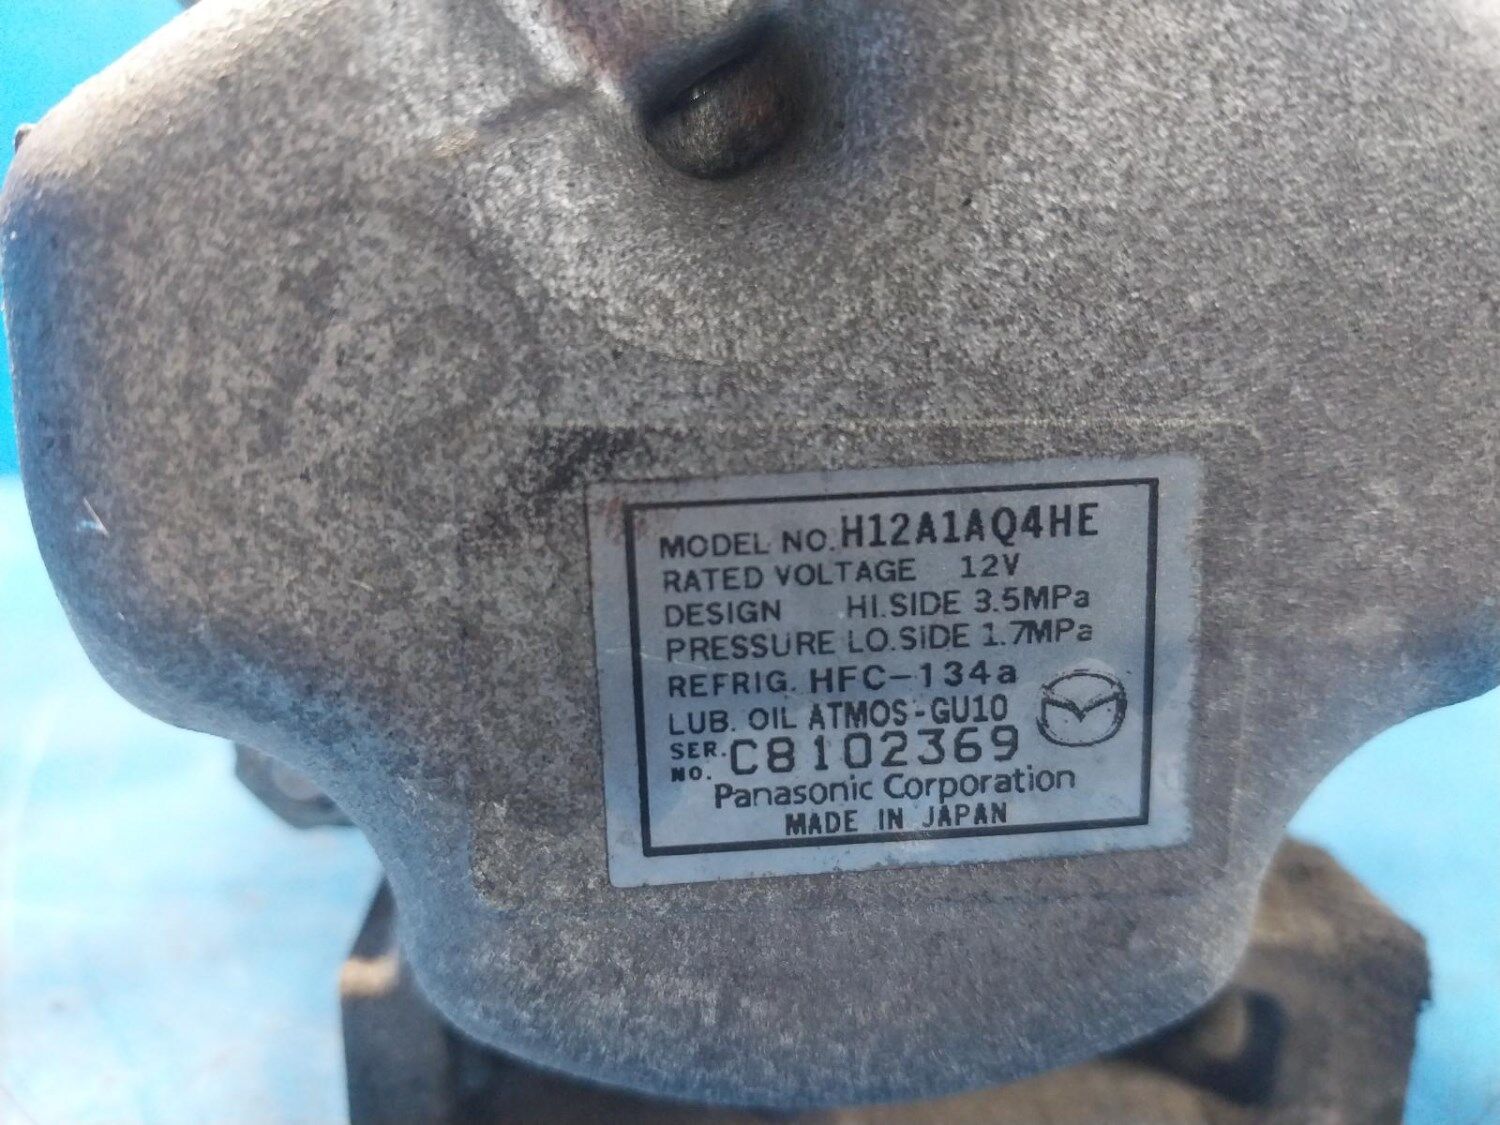 MODEL NO. H12A1AQ4HE
RATED VOLTAGE 12V
DESIGN HI.SIDE 3.5MPa
PRESSURE LO.SIDE 1.7MPa
REFRIG. HFC-134a
LUB. OIL ATMOS-GU10
SER. NO. C8102369
Panasonic Corporation
MADE IN JAPAN